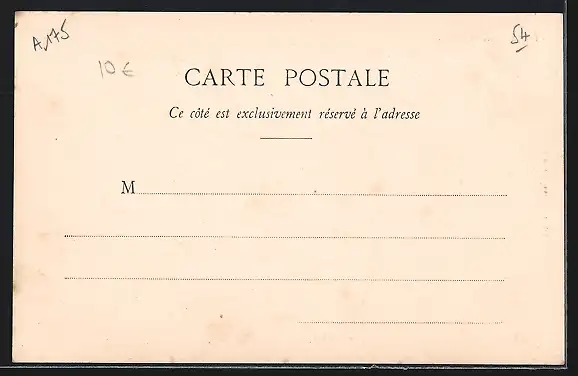 A175
54
10 €
CARTE POSTALE
Ce côté est exclusivement réservé à l'adresse
M